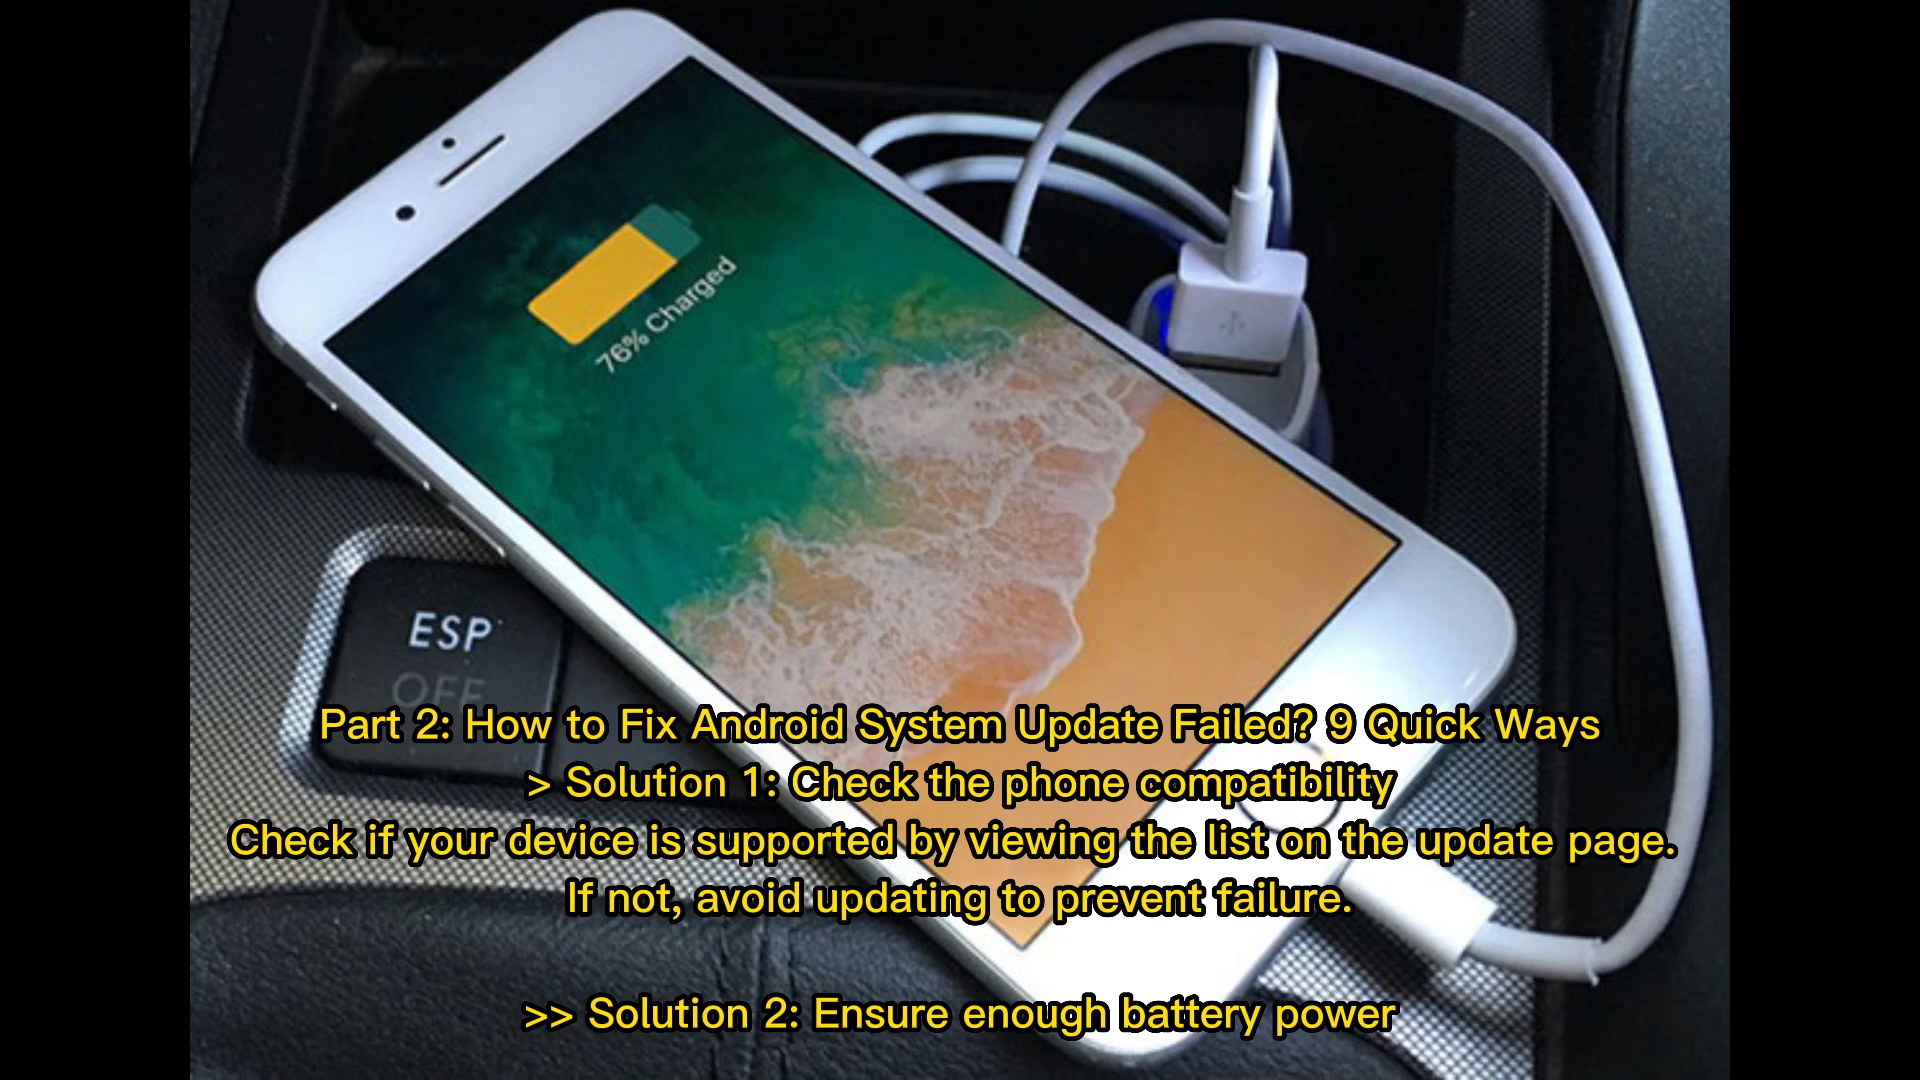 76% Charged
ESP
OFF
Part 2: How to Fix Android System Update Failed? 9 Quick Ways
> Solution 1: Check the phone compatibility
Check if your device is supported by viewing the list on the update page.
If not, avoid updating to prevent failure.
>> Solution 2: Ensure enough battery power